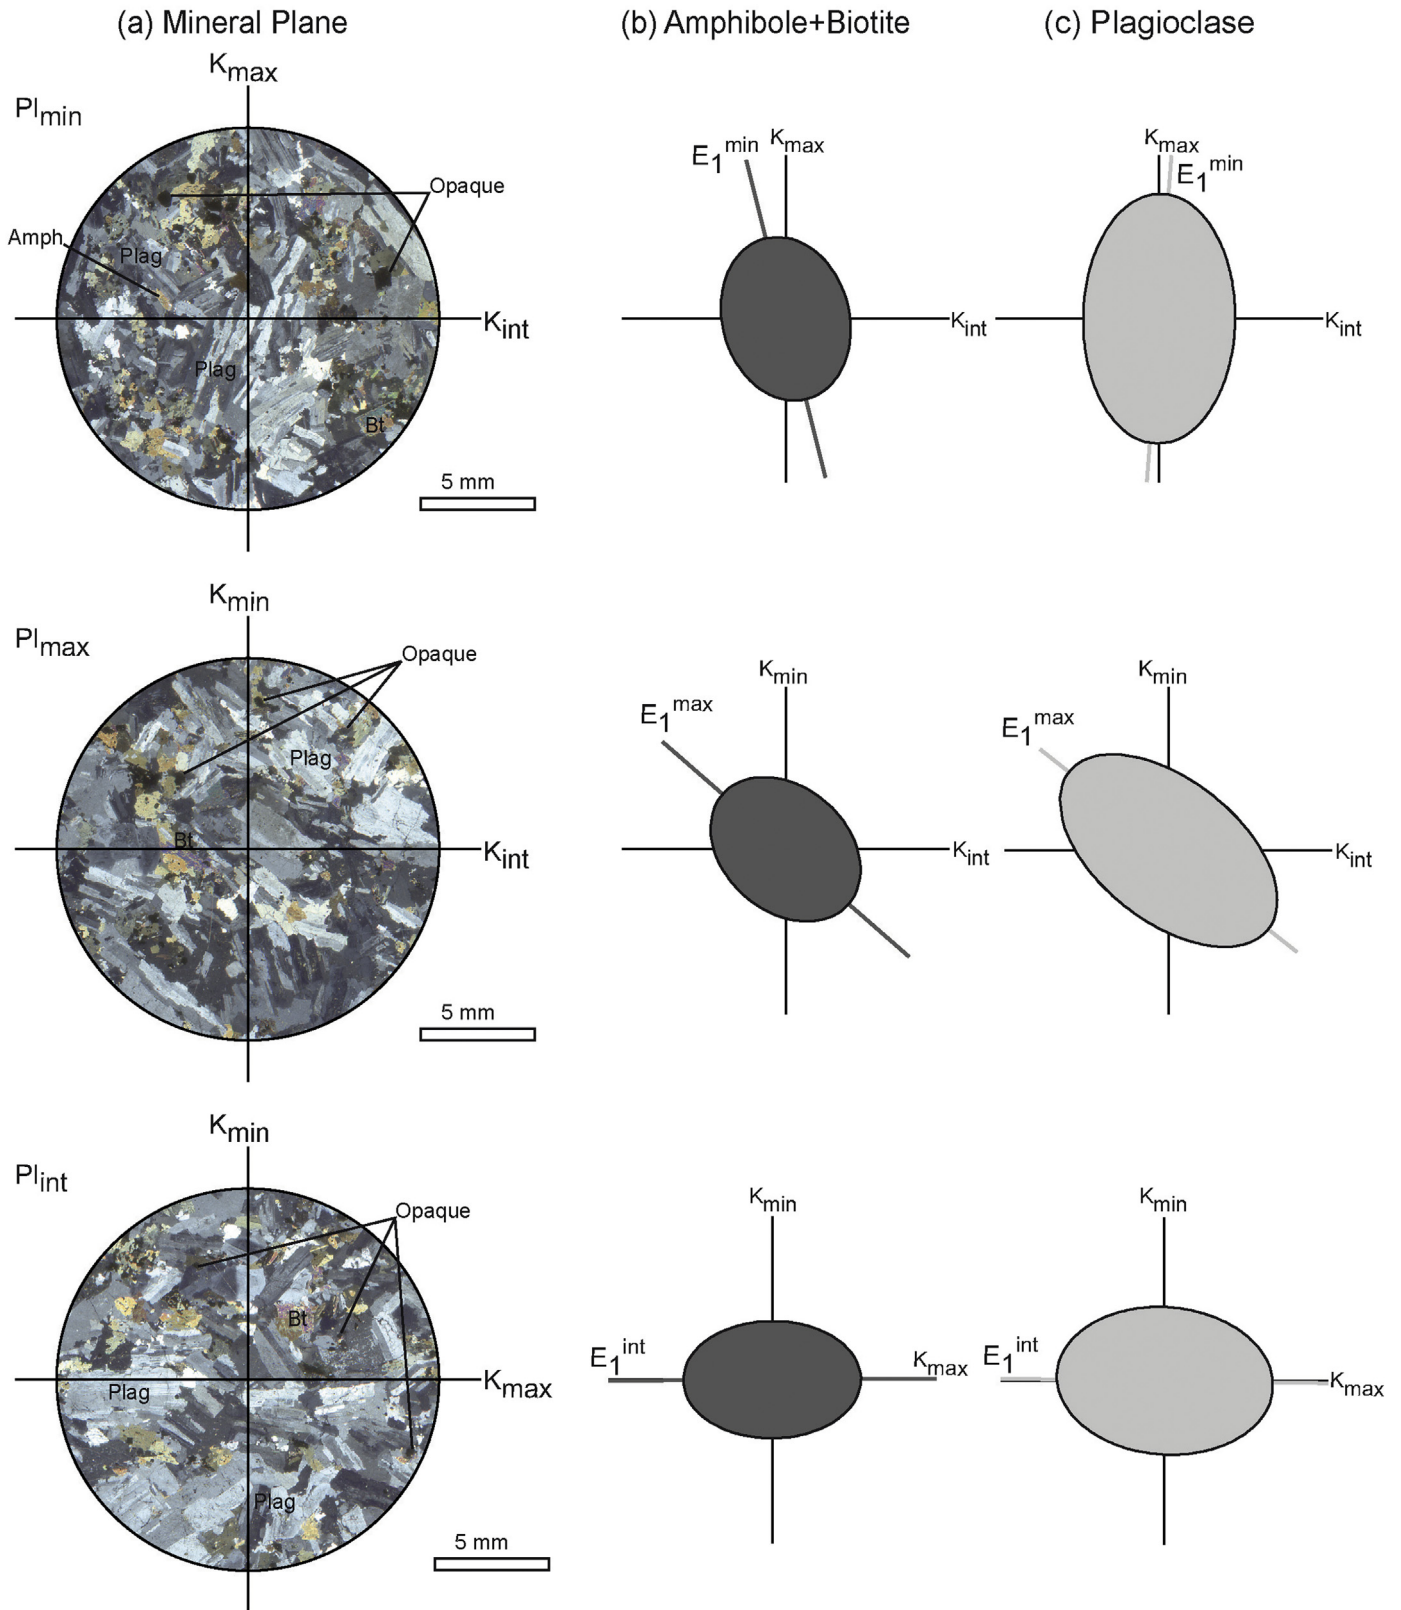 (a) Mineral Plane
(b) Amphibole+Biotite
(c) Plagioclase
Kmax
Plmin
Opaque
Amph
Plag
Kint
Plag
Bt
5 mm
E1min
Kmax
Kint
Kmax
E1min
Kint
Kmin
Plmax
Opaque
Plag
Bt
Kint
5 mm
Kmin
E1max
Kint
Kmin
E1max
Kint
Kmin
Plint
Opaque
Bt
Plag
Kmax
Plag
5 mm
Kmin
E1int
Kmax
Kmin
E1int
Kmax